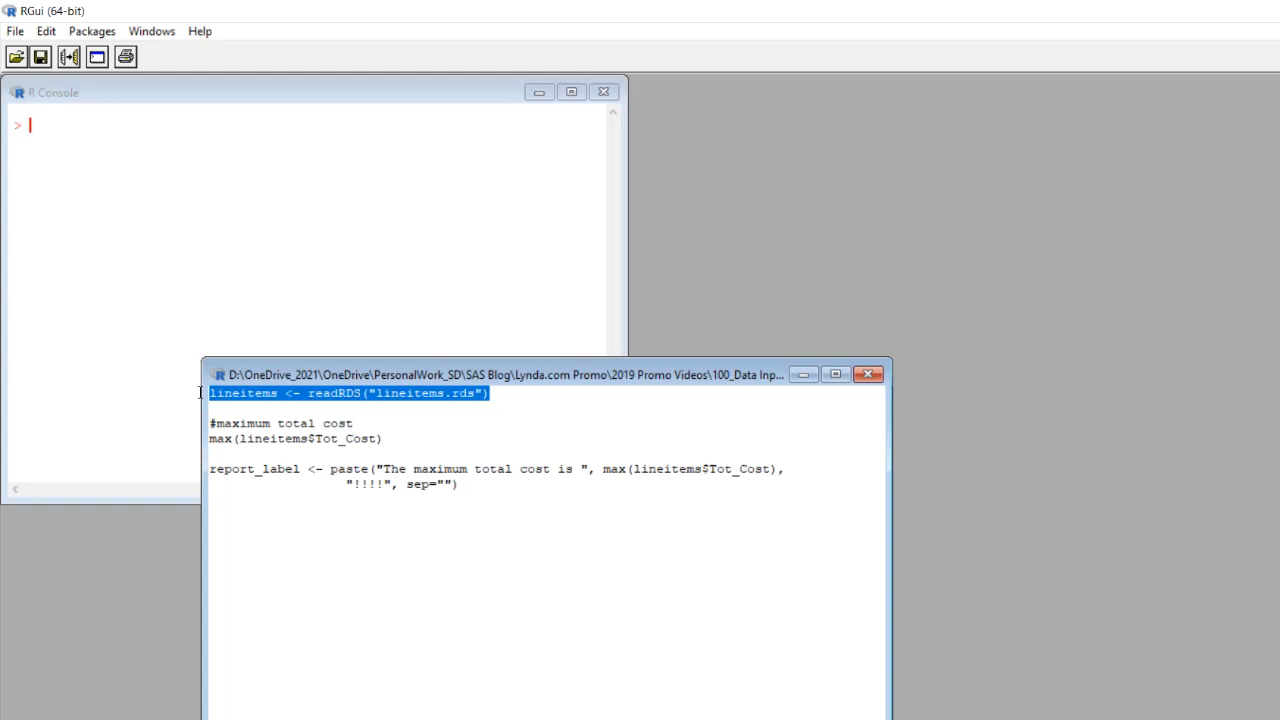 RGui (64-bit)
File Edit Packages Windows Help
R Console
>
D:\OneDrive_2021\OneDrive\PersonalWork_SD\SAS Blog\Lynda.com Promo\2019 Promo Videos\100_Data Inp...
lineitems <- readRDS("lineitems.rds")
#maximum total cost
max(lineitems$Tot_Cost)
report_label <- paste("The maximum total cost is ", max(lineitems$Tot_Cost),
"!!!!", sep="")